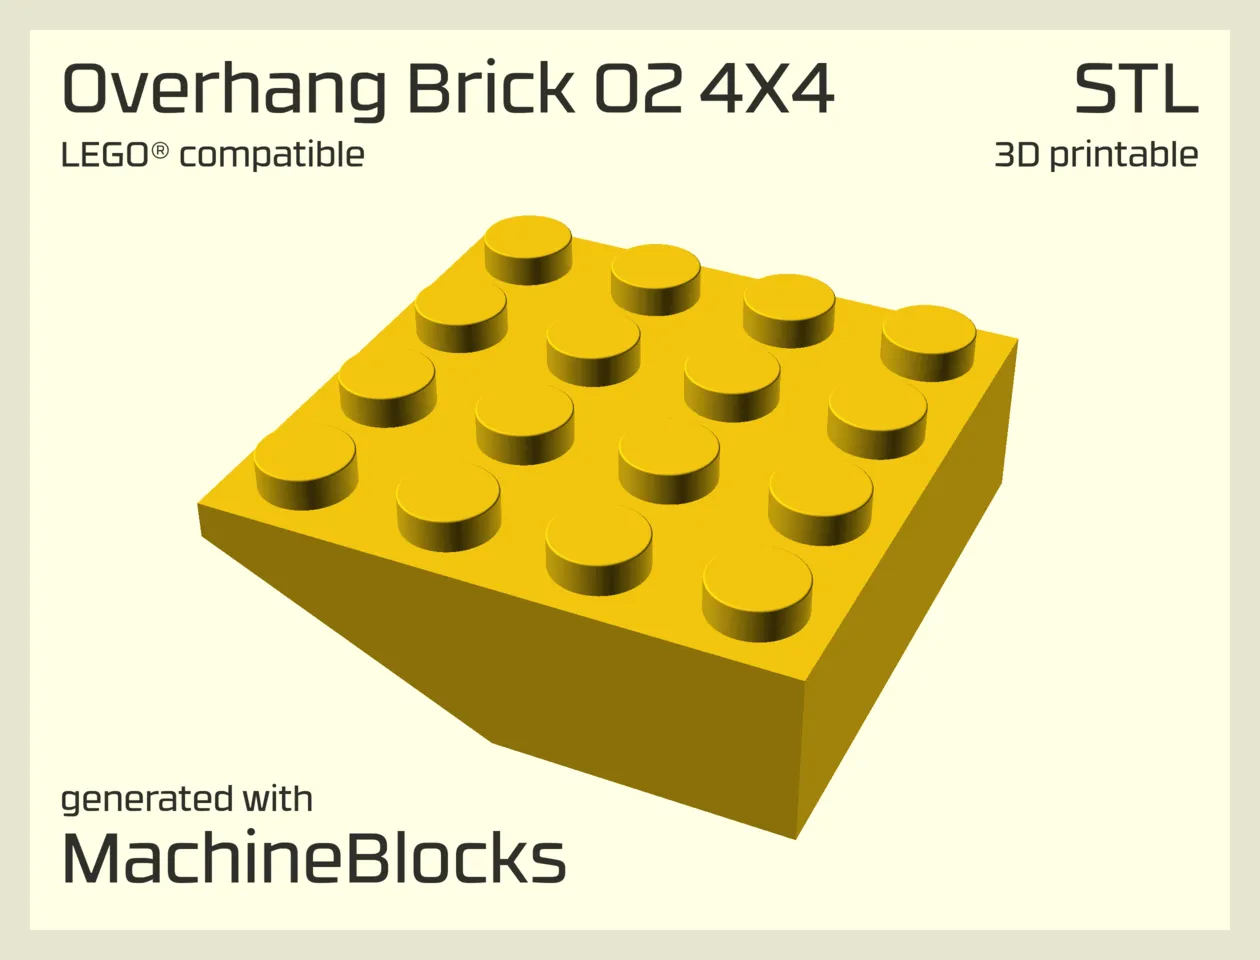 Overhang Brick 02 4X4
STL
LEGO® compatible
3D printable
generated with
MachineBlocks